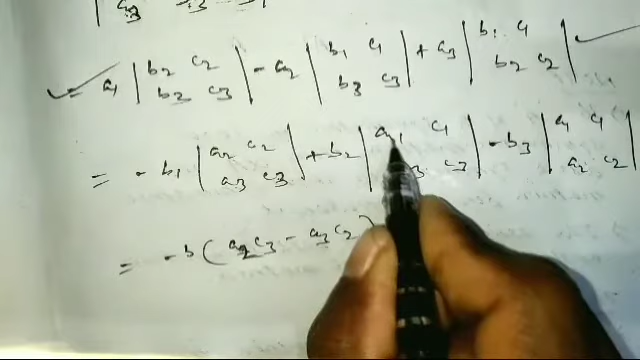 = a₁ | b₂ c₂ b₃ c₃ | - a₂ | b₁ c₁ b₃ c₃ | + a₃ | b₁ c₁ b₂ c₂ |
= - b₁ | a₂ c₂ a₃ c₃ | + b₂ | a₁ c₁ a₃ c₃ | - b₃ | a₁ c₁ a₂ c₂ |
= - b ( a₂c₃ - a₃c₂ )